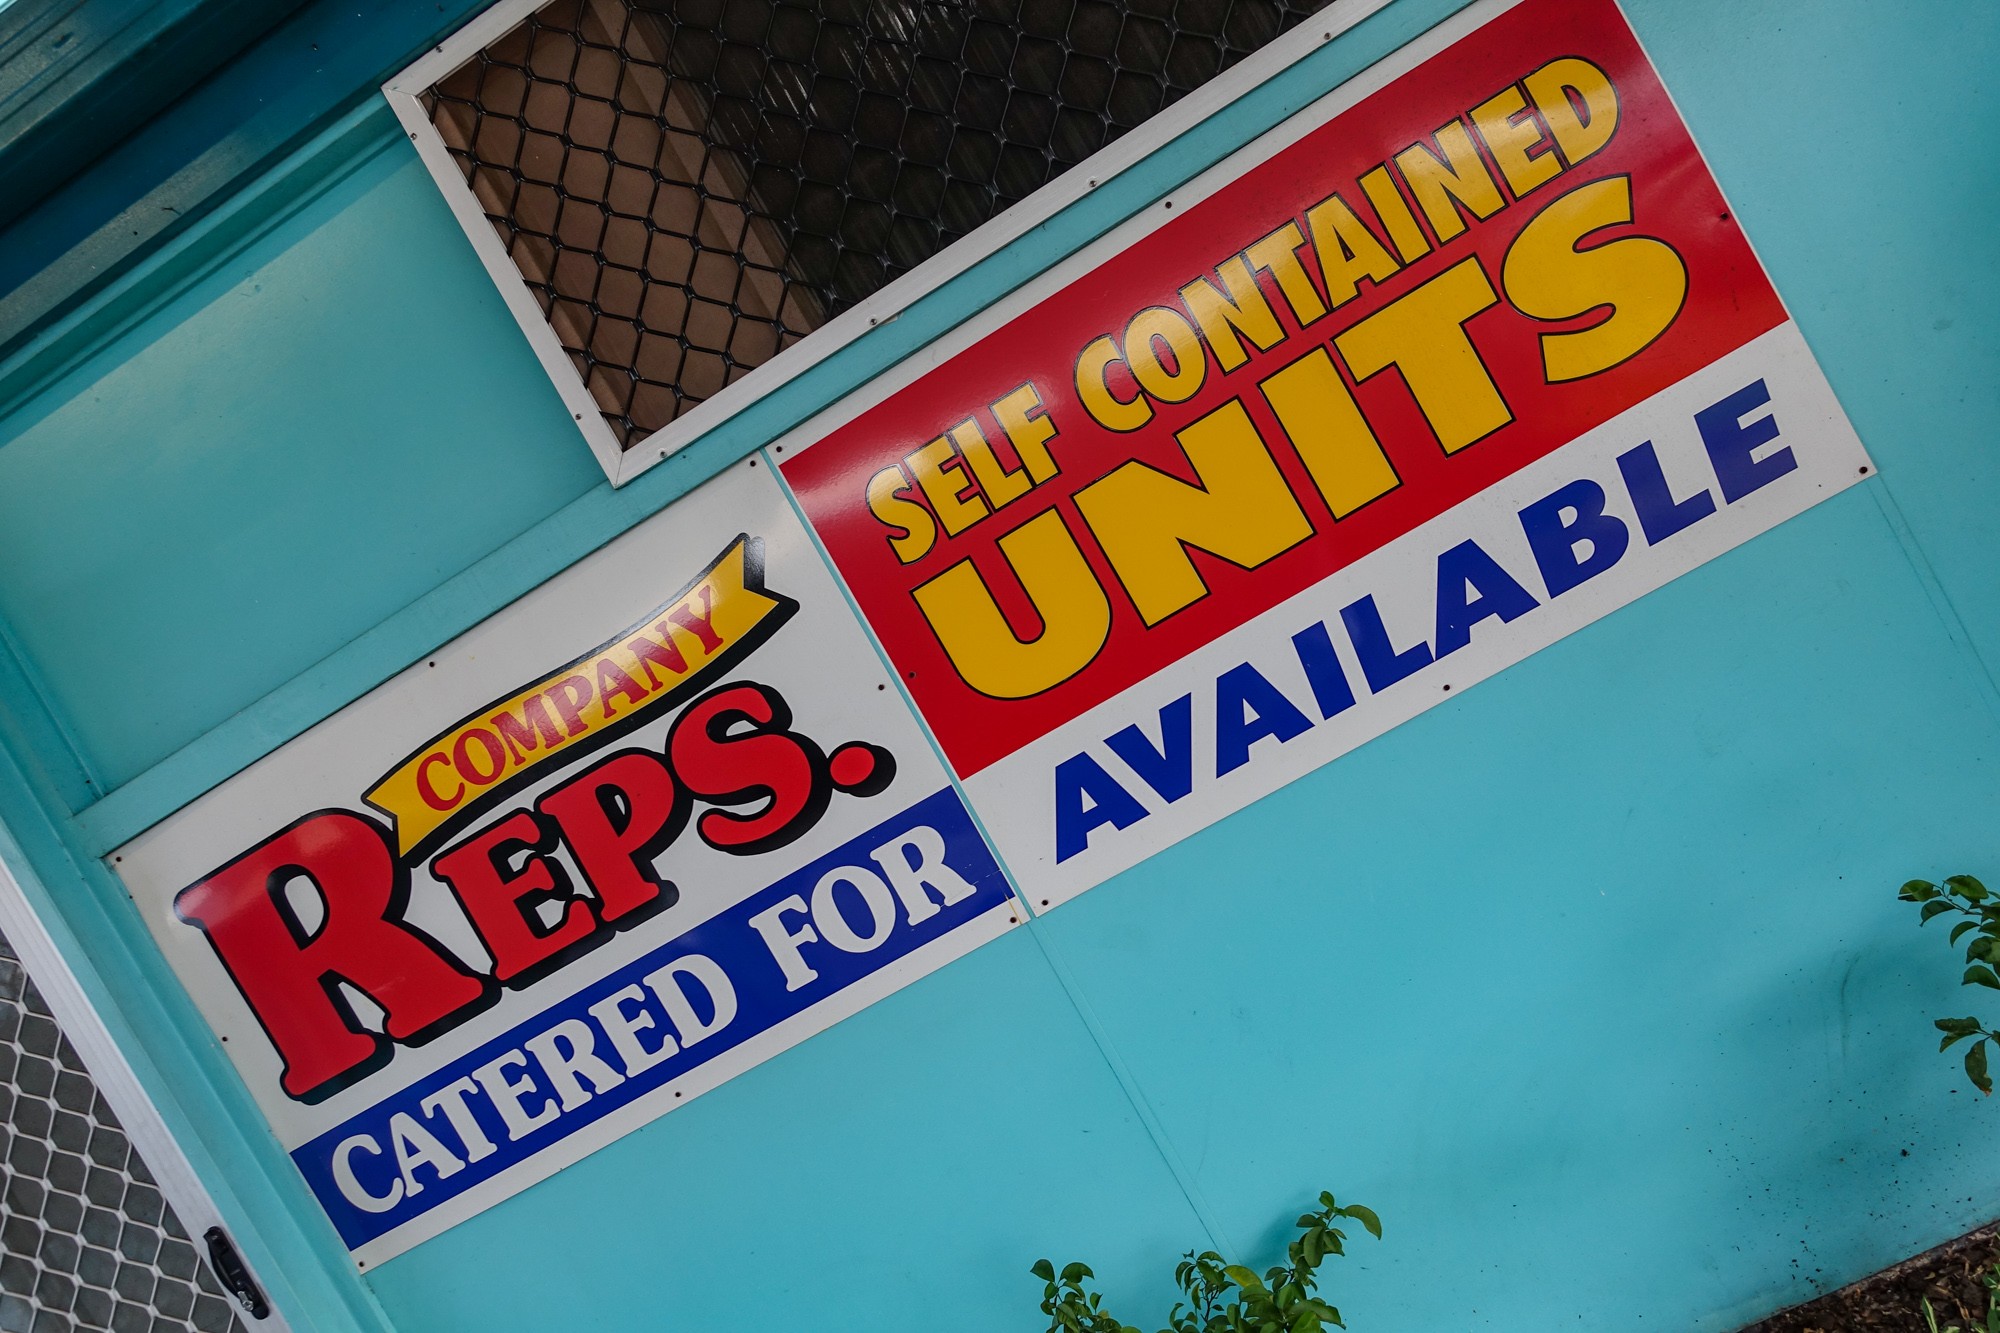 COMPANY
REPS.
CATERED FOR
SELF CONTAINED
UNITS
AVAILABLE